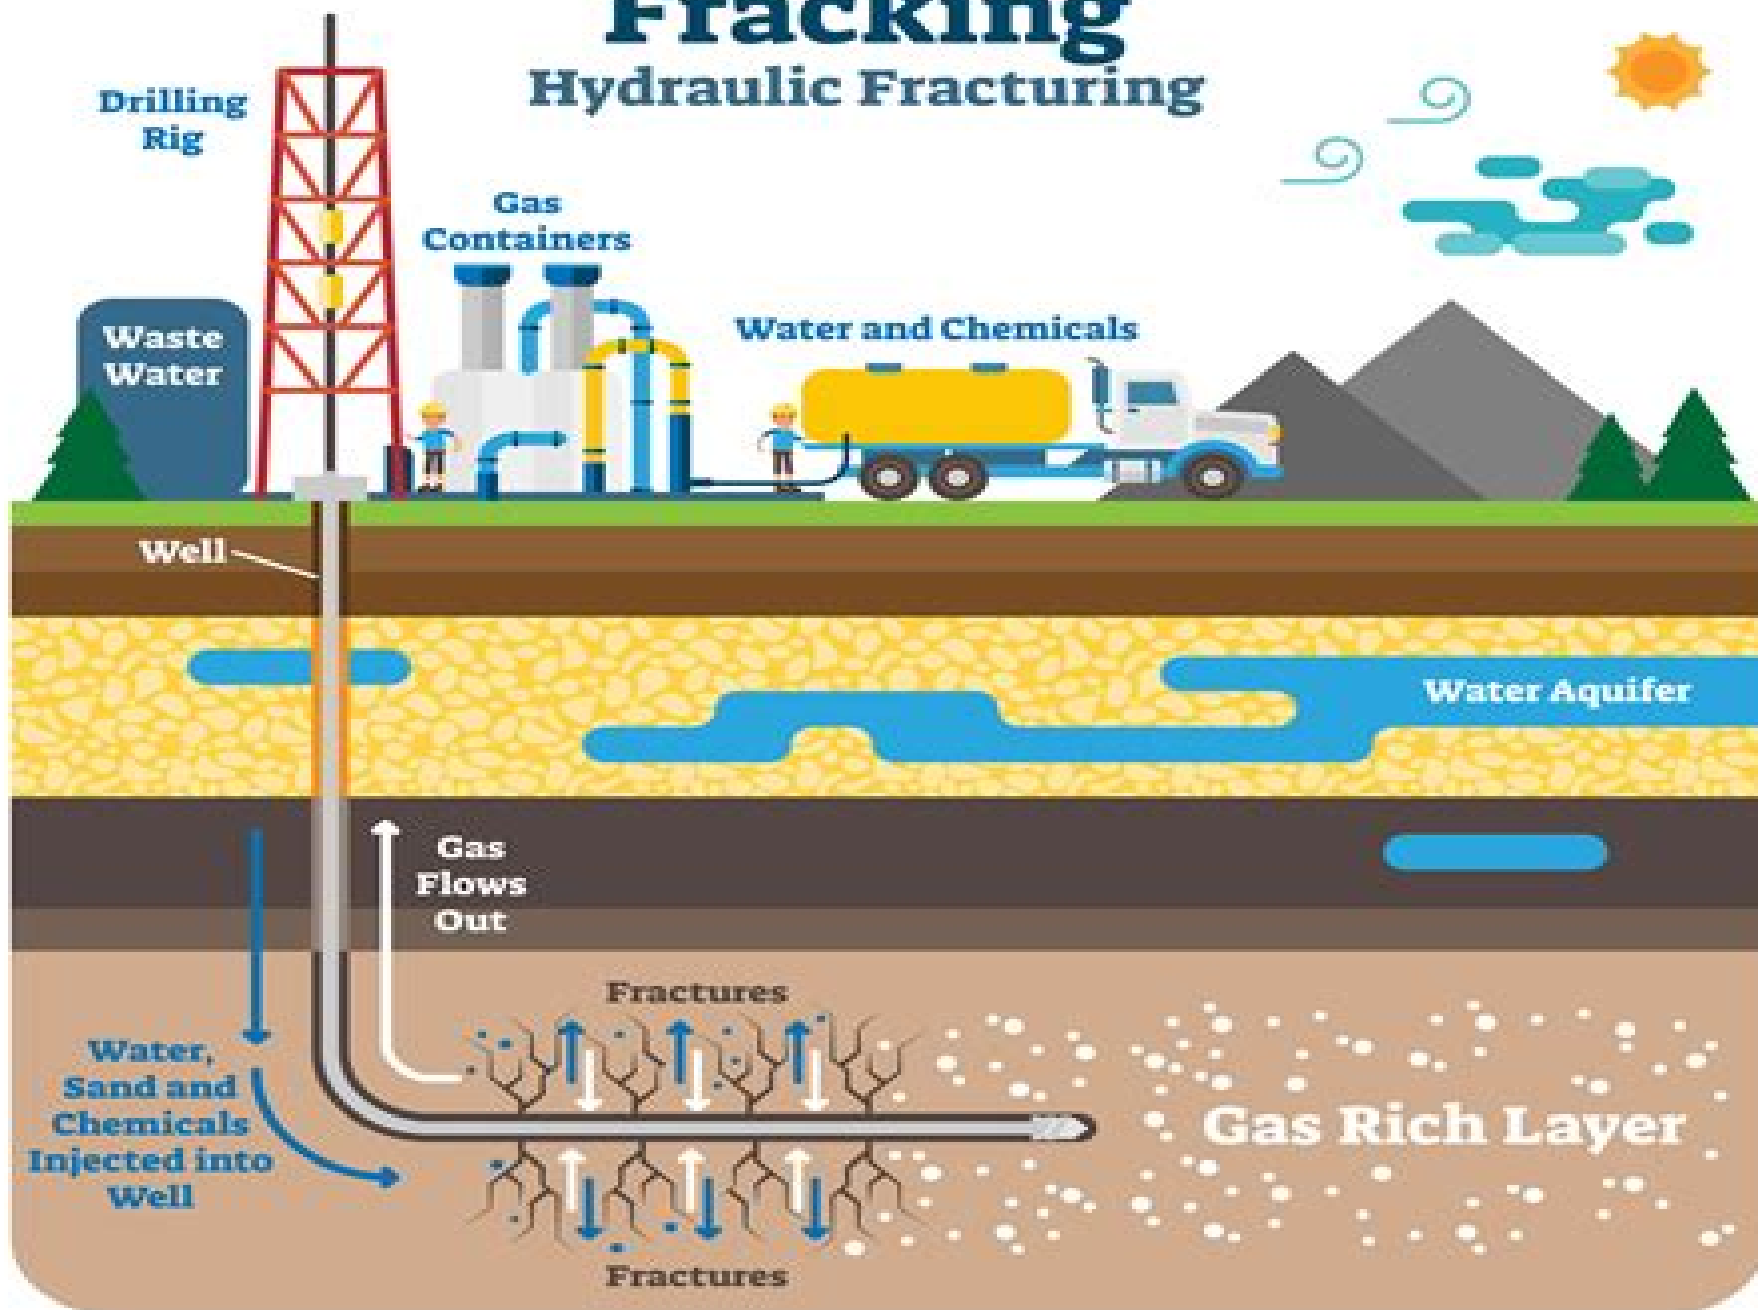 Fracking
Hydraulic Fracturing
Drilling
Rig
Gas
Containers
Waste
Water
Water and Chemicals
Well
Water Aquifer
Gas
Flows
Out
Fractures
Water,
Sand and
Chemicals
Injected into
Well
Gas Rich Layer
Fractures